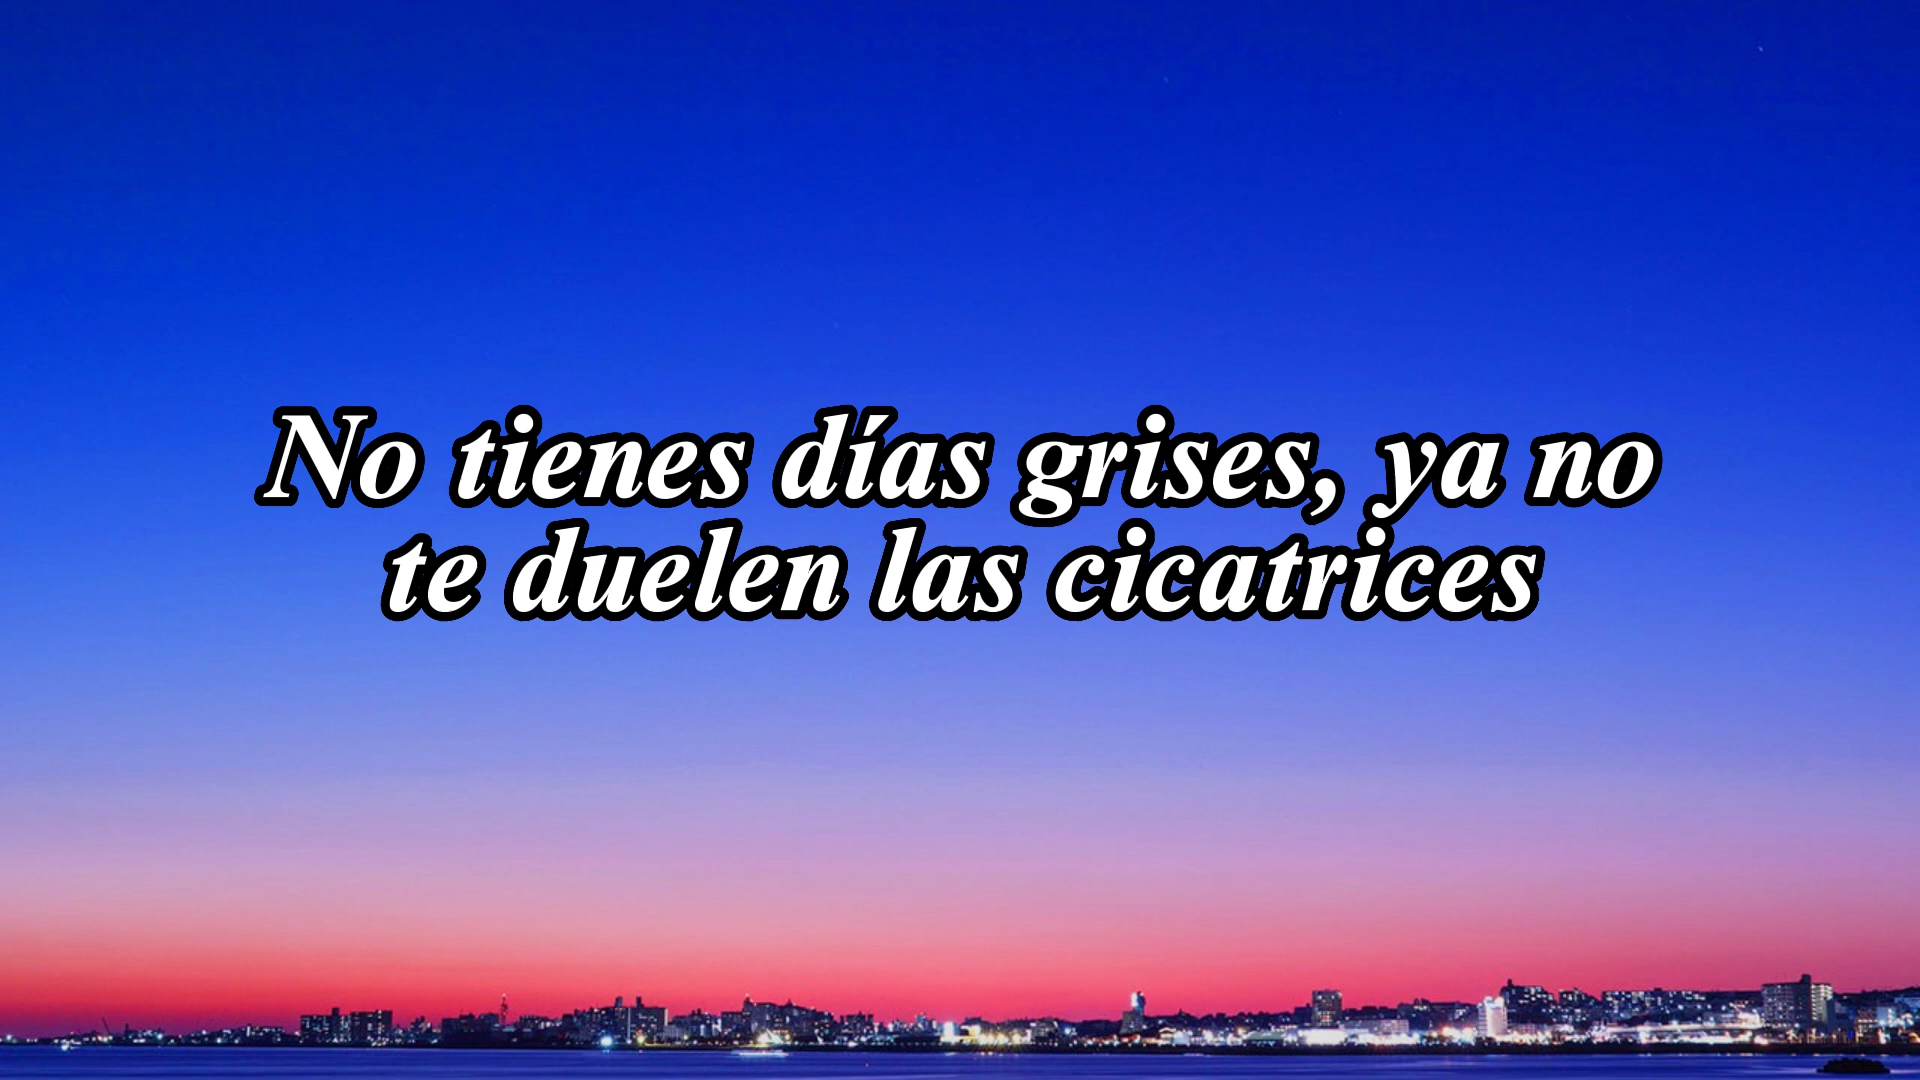 No tienes días grises, ya no
te duelen las cicatrices